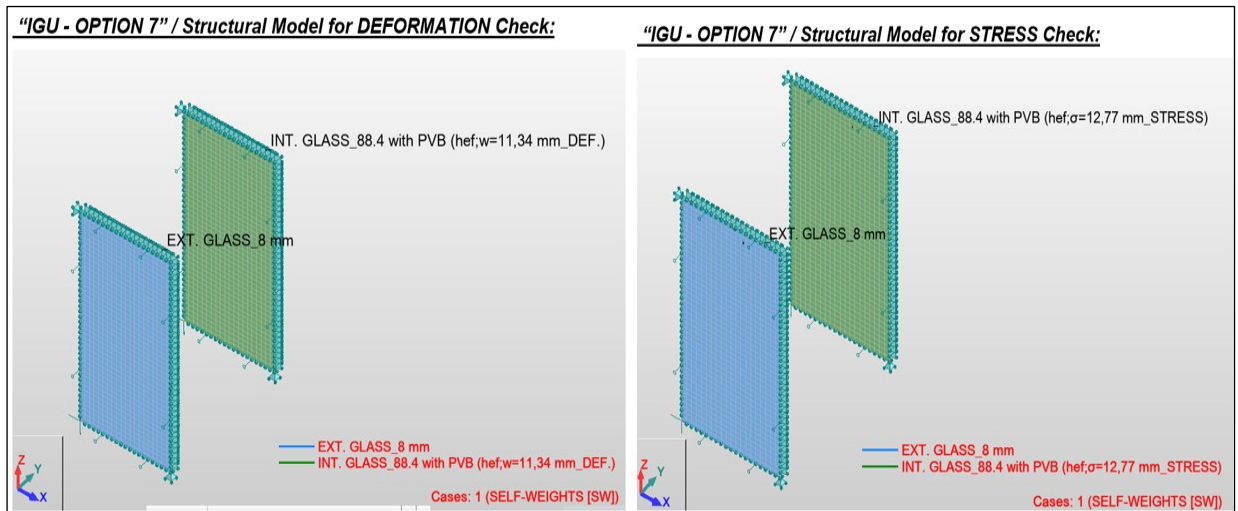 “IGU - OPTION 7” / Structural Model for DEFORMATION Check:
INT. GLASS_88.4 with PVB (hef;w=11,34 mm_DEF.)
EXT. GLASS_8 mm
EXT. GLASS_8 mm
INT. GLASS_88.4 with PVB (hef;w=11,34 mm_DEF.)
Cases: 1 (SELF-WEIGHTS [SW])
Z
Y
X
“IGU - OPTION 7” / Structural Model for STRESS Check:
INT. GLASS_88.4 with PVB (hef;σ=12,77 mm_STRESS)
EXT. GLASS_8 mm
EXT. GLASS_8 mm
INT. GLASS_88.4 with PVB (hef;σ=12,77 mm_STRESS)
Cases: 1 (SELF-WEIGHTS [SW])
Z
Y
X